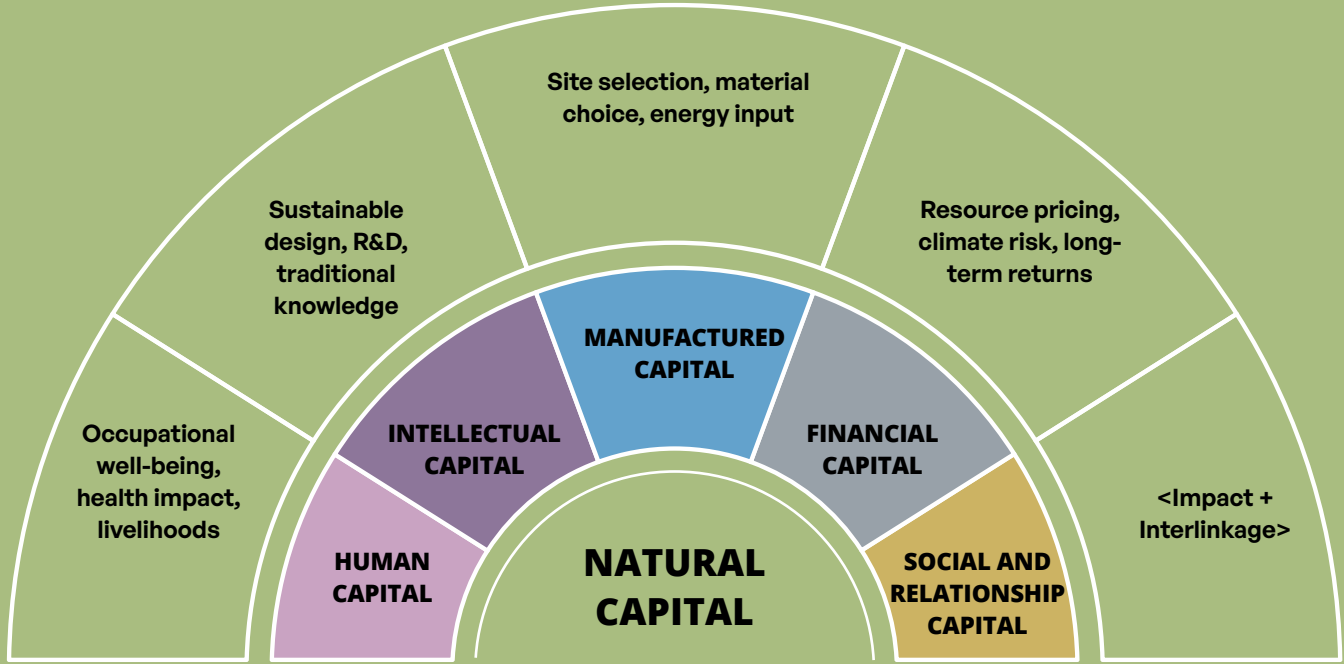 Site selection, material
choice, energy input
Sustainable
design, R&D,
traditional
knowledge
Resource pricing,
climate risk, long-
term returns
Occupational
well-being,
health impact,
livelihoods
<Impact +
Interlinkage>
MANUFACTURED
CAPITAL
INTELLECTUAL
CAPITAL
FINANCIAL
CAPITAL
HUMAN
CAPITAL
SOCIAL AND
RELATIONSHIP
CAPITAL
NATURAL
CAPITAL